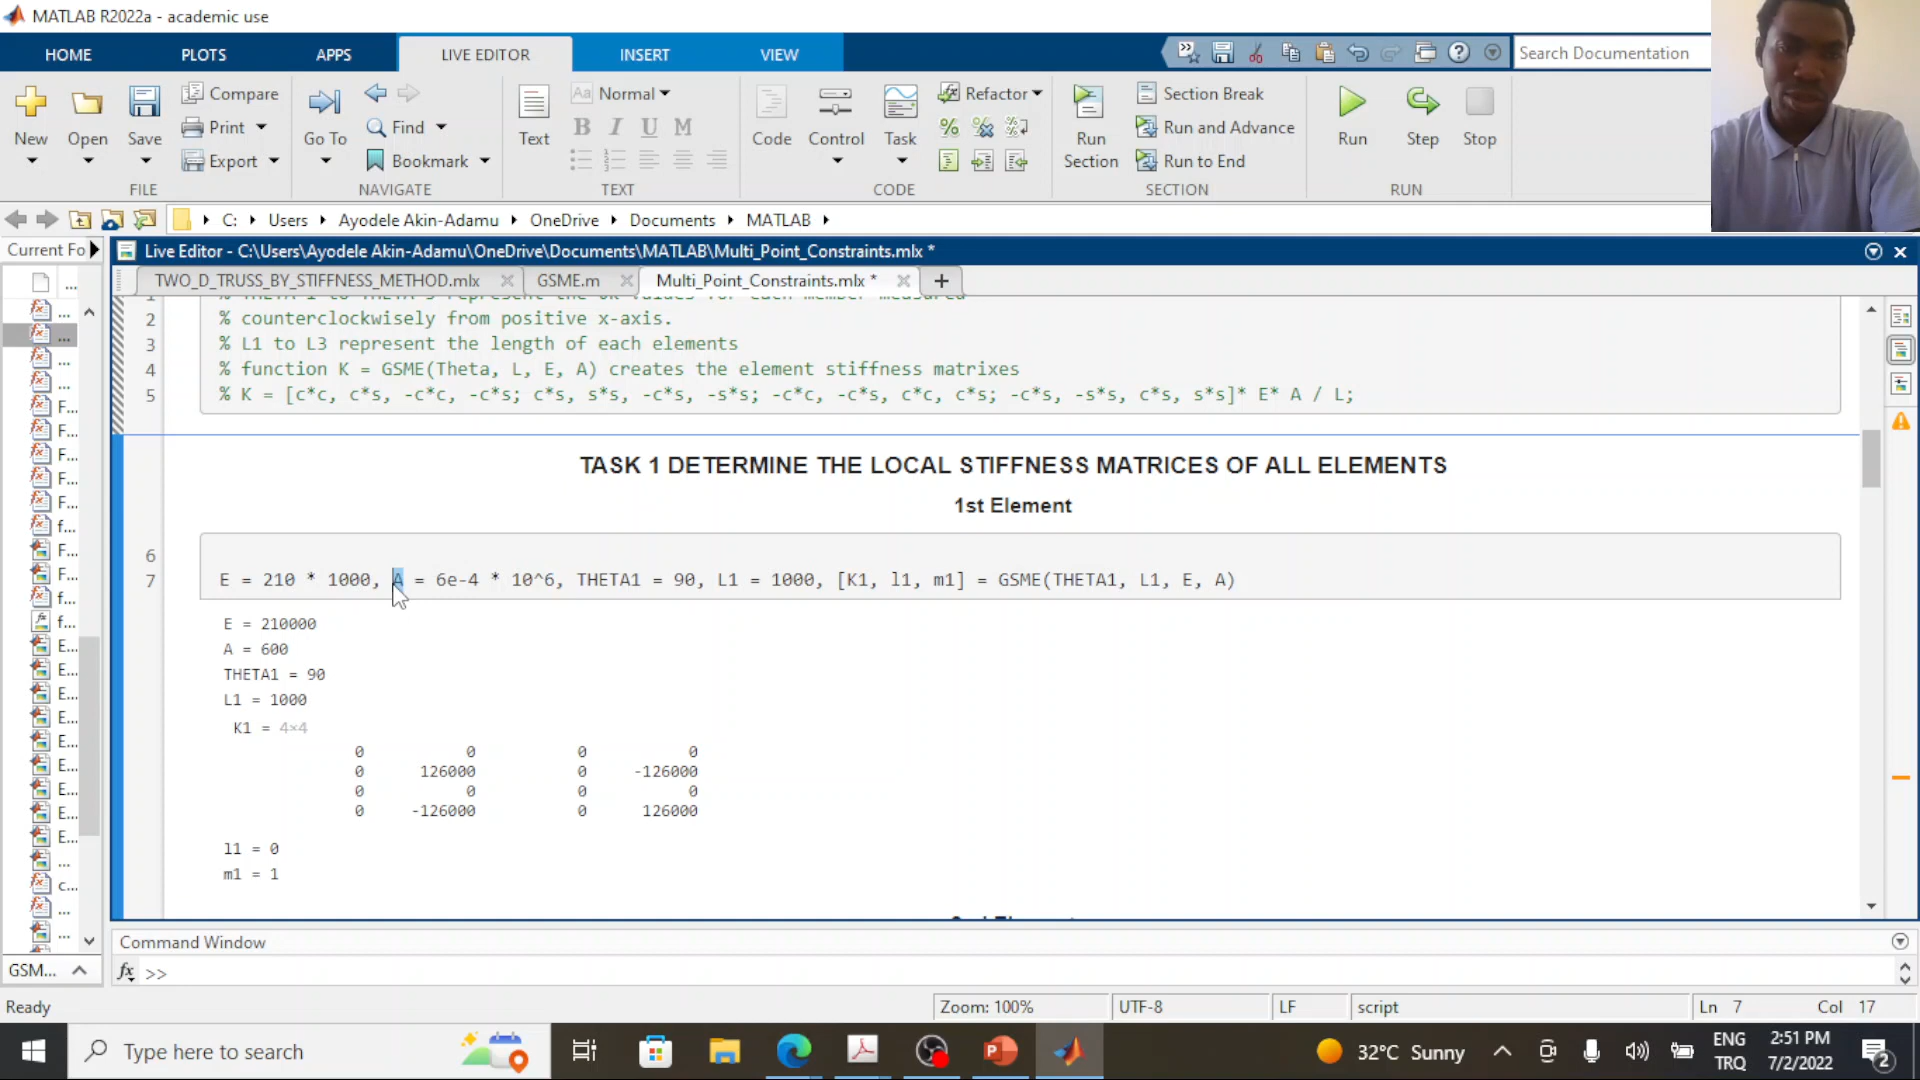 MATLAB R2022a - academic use
HOME PLOTS APPS LIVE EDITOR INSERT VIEW
Search Documentation
New Open Save
Compare
Print
Export
FILE
Go To
Find
Bookmark
NAVIGATE
Text
Aa Normal
B I U M
TEXT
Code Control Task
Refactor
CODE
Run Section
Section Break
Run and Advance
Run to End
SECTION
Run Step Stop
RUN
C: Users Ayodele Akin-Adamu OneDrive Documents MATLAB
Current Fo
Live Editor - C:\Users\Ayodele Akin-Adamu\OneDrive\Documents\MATLAB\Multi_Point_Constraints.mlx *
TWO_D_TRUSS_BY_STIFFNESS_METHOD.mlx GSME.m Multi_Point_Constraints.mlx * +
2 % counterclockwisely from positive x-axis.
3 % L1 to L3 represent the length of each elements
4 % function K = GSME(Theta, L, E, A) creates the element stiffness matrixes
5 % K = [c*c, c*s, -c*c, -c*s; c*s, s*s, -c*s, -s*s; -c*c, -c*s, c*c, c*s; -c*s, -s*s, c*s, s*s]* E* A / L;
TASK 1 DETERMINE THE LOCAL STIFFNESS MATRICES OF ALL ELEMENTS
1st Element
6
7 E = 210 * 1000, A = 6e-4 * 10^6, THETA1 = 90, L1 = 1000, [K1, l1, m1] = GSME(THETA1, L1, E, A)
E = 210000
A = 600
THETA1 = 90
L1 = 1000
K1 = 4×4
0 0 0 0
0 126000 0 -126000
0 0 0 0
0 -126000 0 126000
l1 = 0
m1 = 1
Command Window
fx >>
GSM...
Ready
Zoom: 100% UTF-8 LF script Ln 7 Col 17
Type here to search
32°C Sunny
ENG
TRQ
2:51 PM
7/2/2022
2